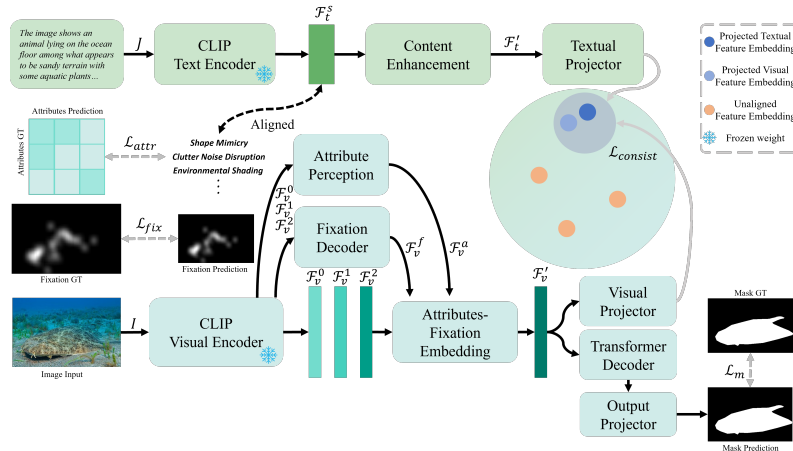 The image shows an
animal lying on the ocean
floor among what appears
to be sandy terrain with
some aquatic plants…
J
CLIP
Text Encoder
F_t^s
Content
Enhancement
F_t'
Textual
Projector
Projected Textual
Feature Embedding
Projected Visual
Feature Embedding
Unaligned
Feature Embedding
Frozen weight
Attributes Prediction
Attributes GT
L_attr
Aligned
Shape Mimicry
Clutter Noise Disruption
Environmental Shading
⋮
Attribute
Perception
F_v^0
F_v^1
F_v^2
L_consist
Fixation GT
L_fix
Fixation Prediction
Fixation
Decoder
F_v^f
F_v^a
F_v^0
F_v^1
F_v^2
F_v'
Image Input
I
CLIP
Visual Encoder
Attributes-
Fixation
Embedding
Visual
Projector
Transformer
Decoder
Output
Projector
Mask GT
L_m
Mask Prediction